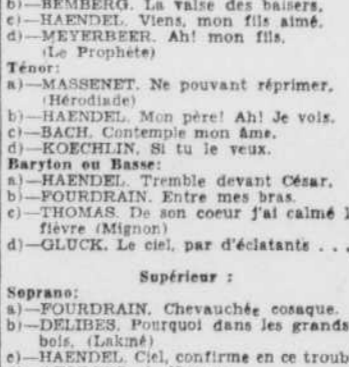 b)—BEMBERG. La valse des baisers,
c)—HAENDEL. Viens, mon fils aimé.
d)—MEYERBEER. Ah! mon fils.
(Le Prophète)
Ténor:
a)—MASSENET. Ne pouvant réprimer.
(Hérodiade)
b)—HAENDEL. Mon père! Ah! Je vois.
c)—BACH. Contemple mon âme.
d)—KOECHLIN. Si tu le veux.
Baryton ou Basse:
a)—HAENDEL. Tremble devant César.
b)—FOURDRAIN. Entre mes bras.
c)—THOMAS. De son coeur j'ai calmé
fièvre (Mignon)
d)—GLUCK. Le ciel, par d'éclatants . . .
Supérieur :
Soprano:
a)—FOURDRAIN. Chevauchée cosaque.
b)—DELIBES. Pourquoi dans les grands
bois. (Lakmé)
c)—HAENDEL. Ciel, confirme en ce troub